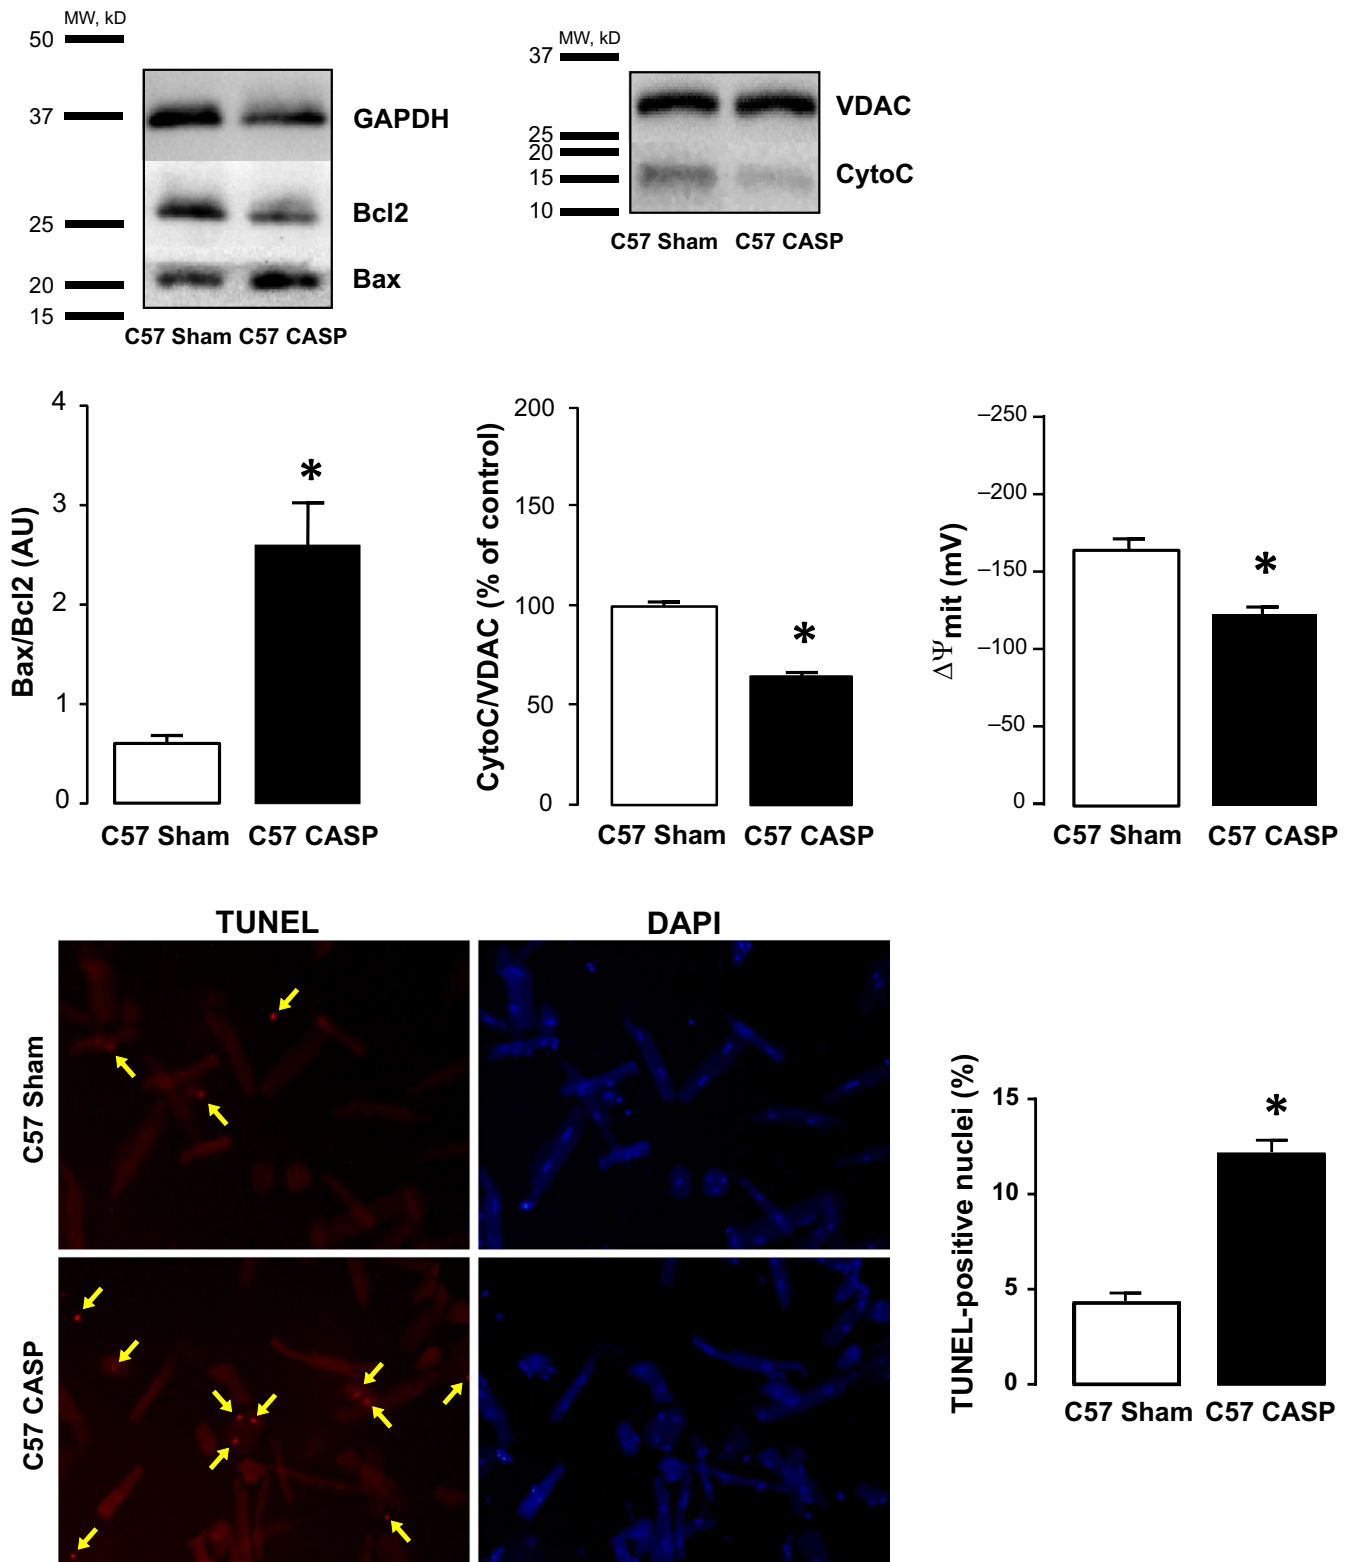 MW, kD
50
37
25
20
15
GAPDH
Bcl2
Bax
C57 Sham C57 CASP
MW, kD
37
25
20
15
10
VDAC
CytoC
C57 Sham C57 CASP
Bax/Bcl2 (AU)
4
3
2
1
0
*
C57 Sham C57 CASP
CytoC/VDAC (% of control)
200
150
100
50
0
*
C57 Sham C57 CASP
ΔΨmit (mV)
–250
–200
–150
–100
–50
0
*
C57 Sham C57 CASP
TUNEL DAPI
C57 Sham
C57 CASP
TUNEL-positive nuclei (%)
15
10
5
0
*
C57 Sham C57 CASP